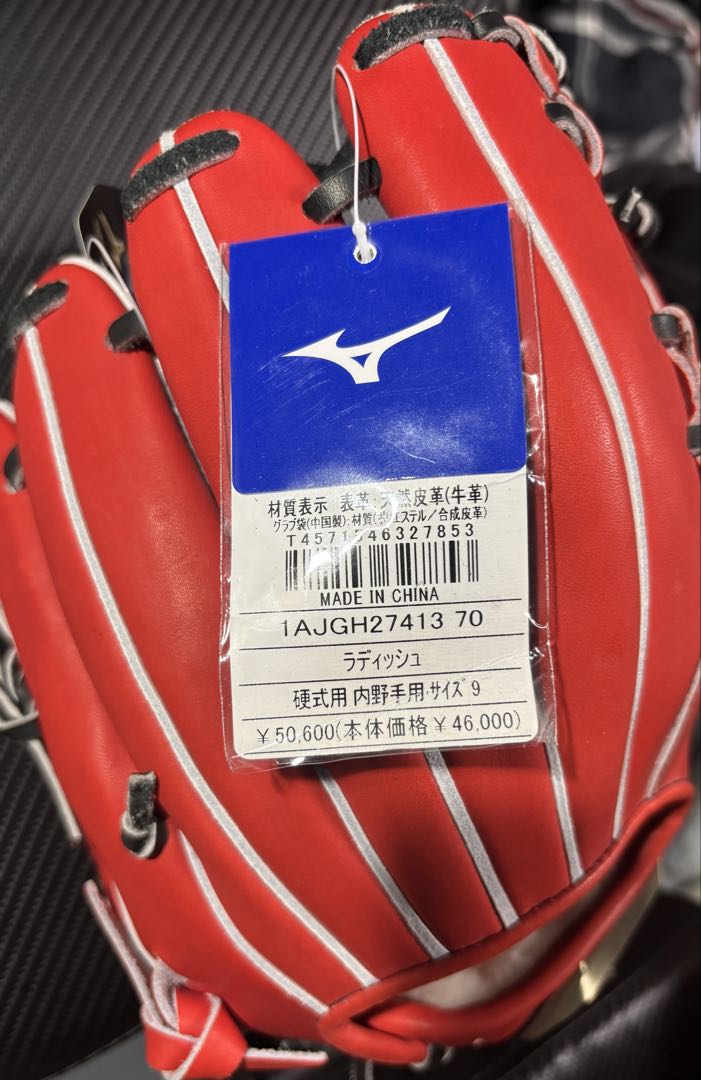 材質表示 表革:天然皮革(牛革)
グラブ袋(中国製):材質(ポリエステル/合成皮革)
T4571546327853
MADE IN CHINA
1AJGH27413 70
ラディッシュ
硬式用 内野手用･サイズ 9
￥50,600(本体価格￥46,000)